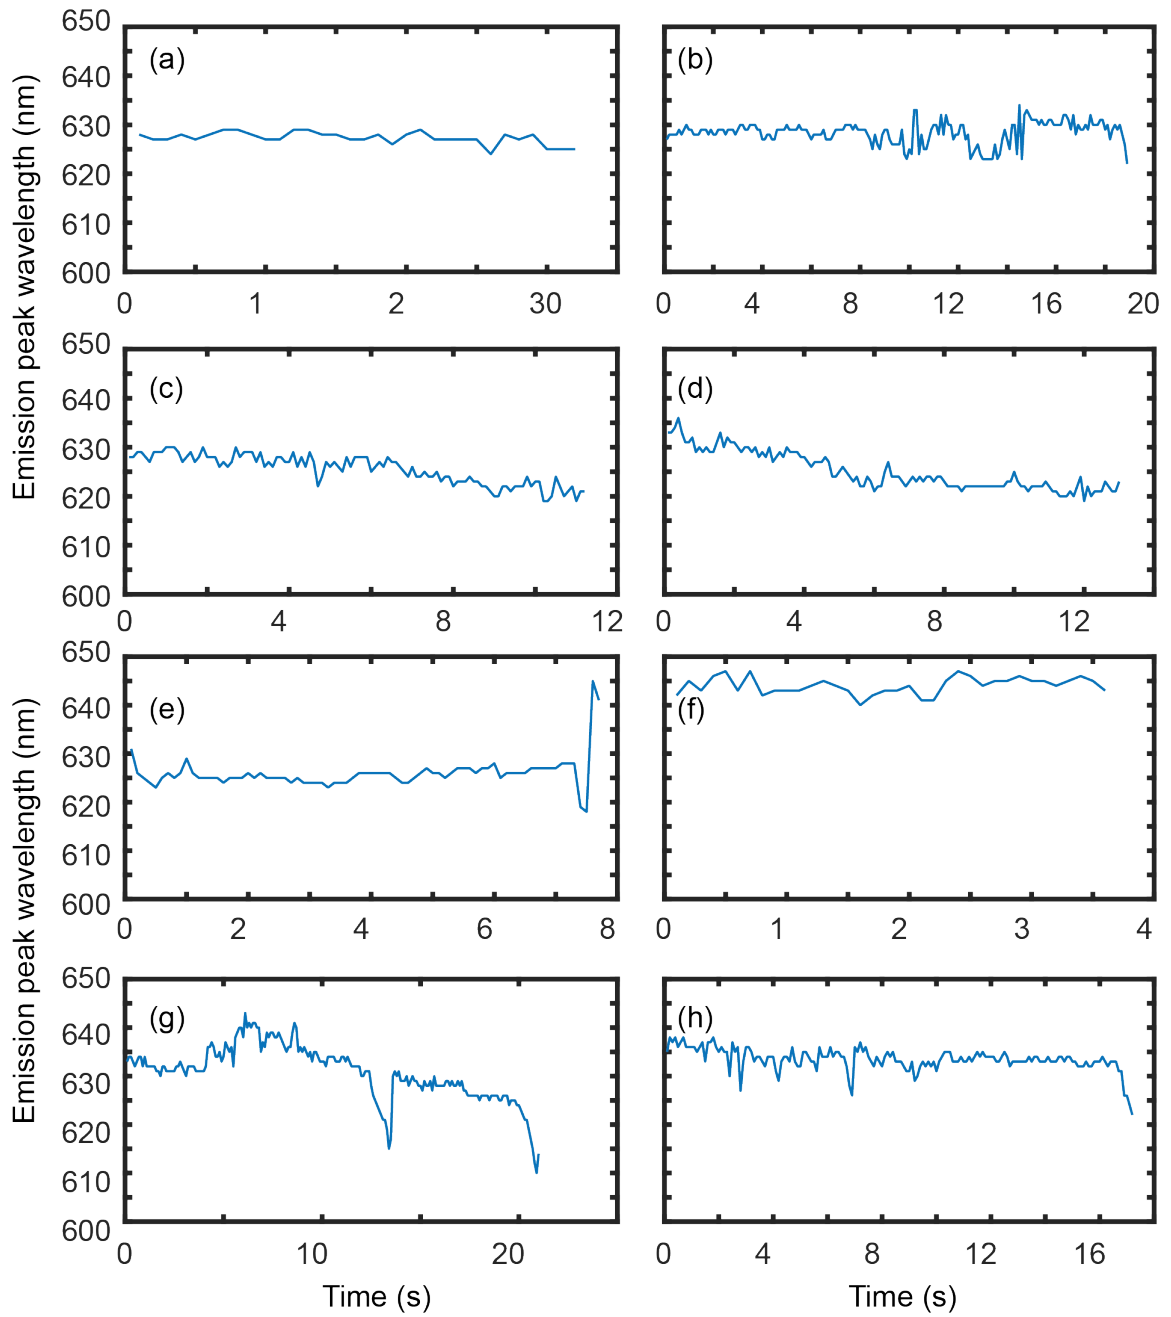 650
640
630
620
610
600
(a)
0 1 2 30
Emission peak wavelength (nm)
(b)
0 4 8 12 16 20
650
640
630
620
610
600
(c)
0 4 8 12
(d)
0 4 8 12
650
640
630
620
610
600
(e)
0 2 4 6 8
Emission peak wavelength (nm)
(f)
0 1 2 3 4
650
640
630
620
610
600
(g)
0 10 20
Time (s)
(h)
0 4 8 12 16
Time (s)